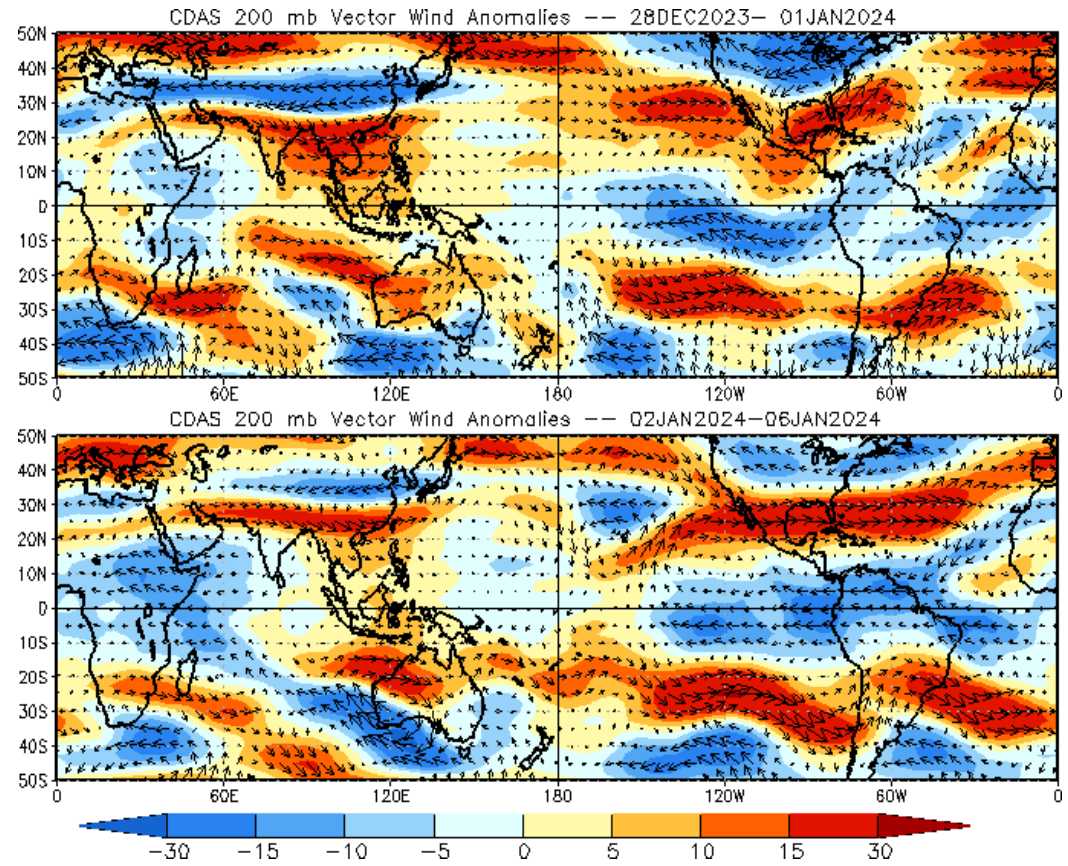 CDAS 200 mb Vector Wind Anomalies -- 28DEC2023- 01JAN2024
50N
40N
30N
20N
10N
0
10S
20S
30S
40S
50S
0 60E 120E 180 120W 60W 0
CDAS 200 mb Vector Wind Anomalies -- 02JAN2024-06JAN2024
50N
40N
30N
20N
10N
0
10S
20S
30S
40S
50S
0 60E 120E 180 120W 60W 0
-30 -15 -10 -5 0 5 10 15 30